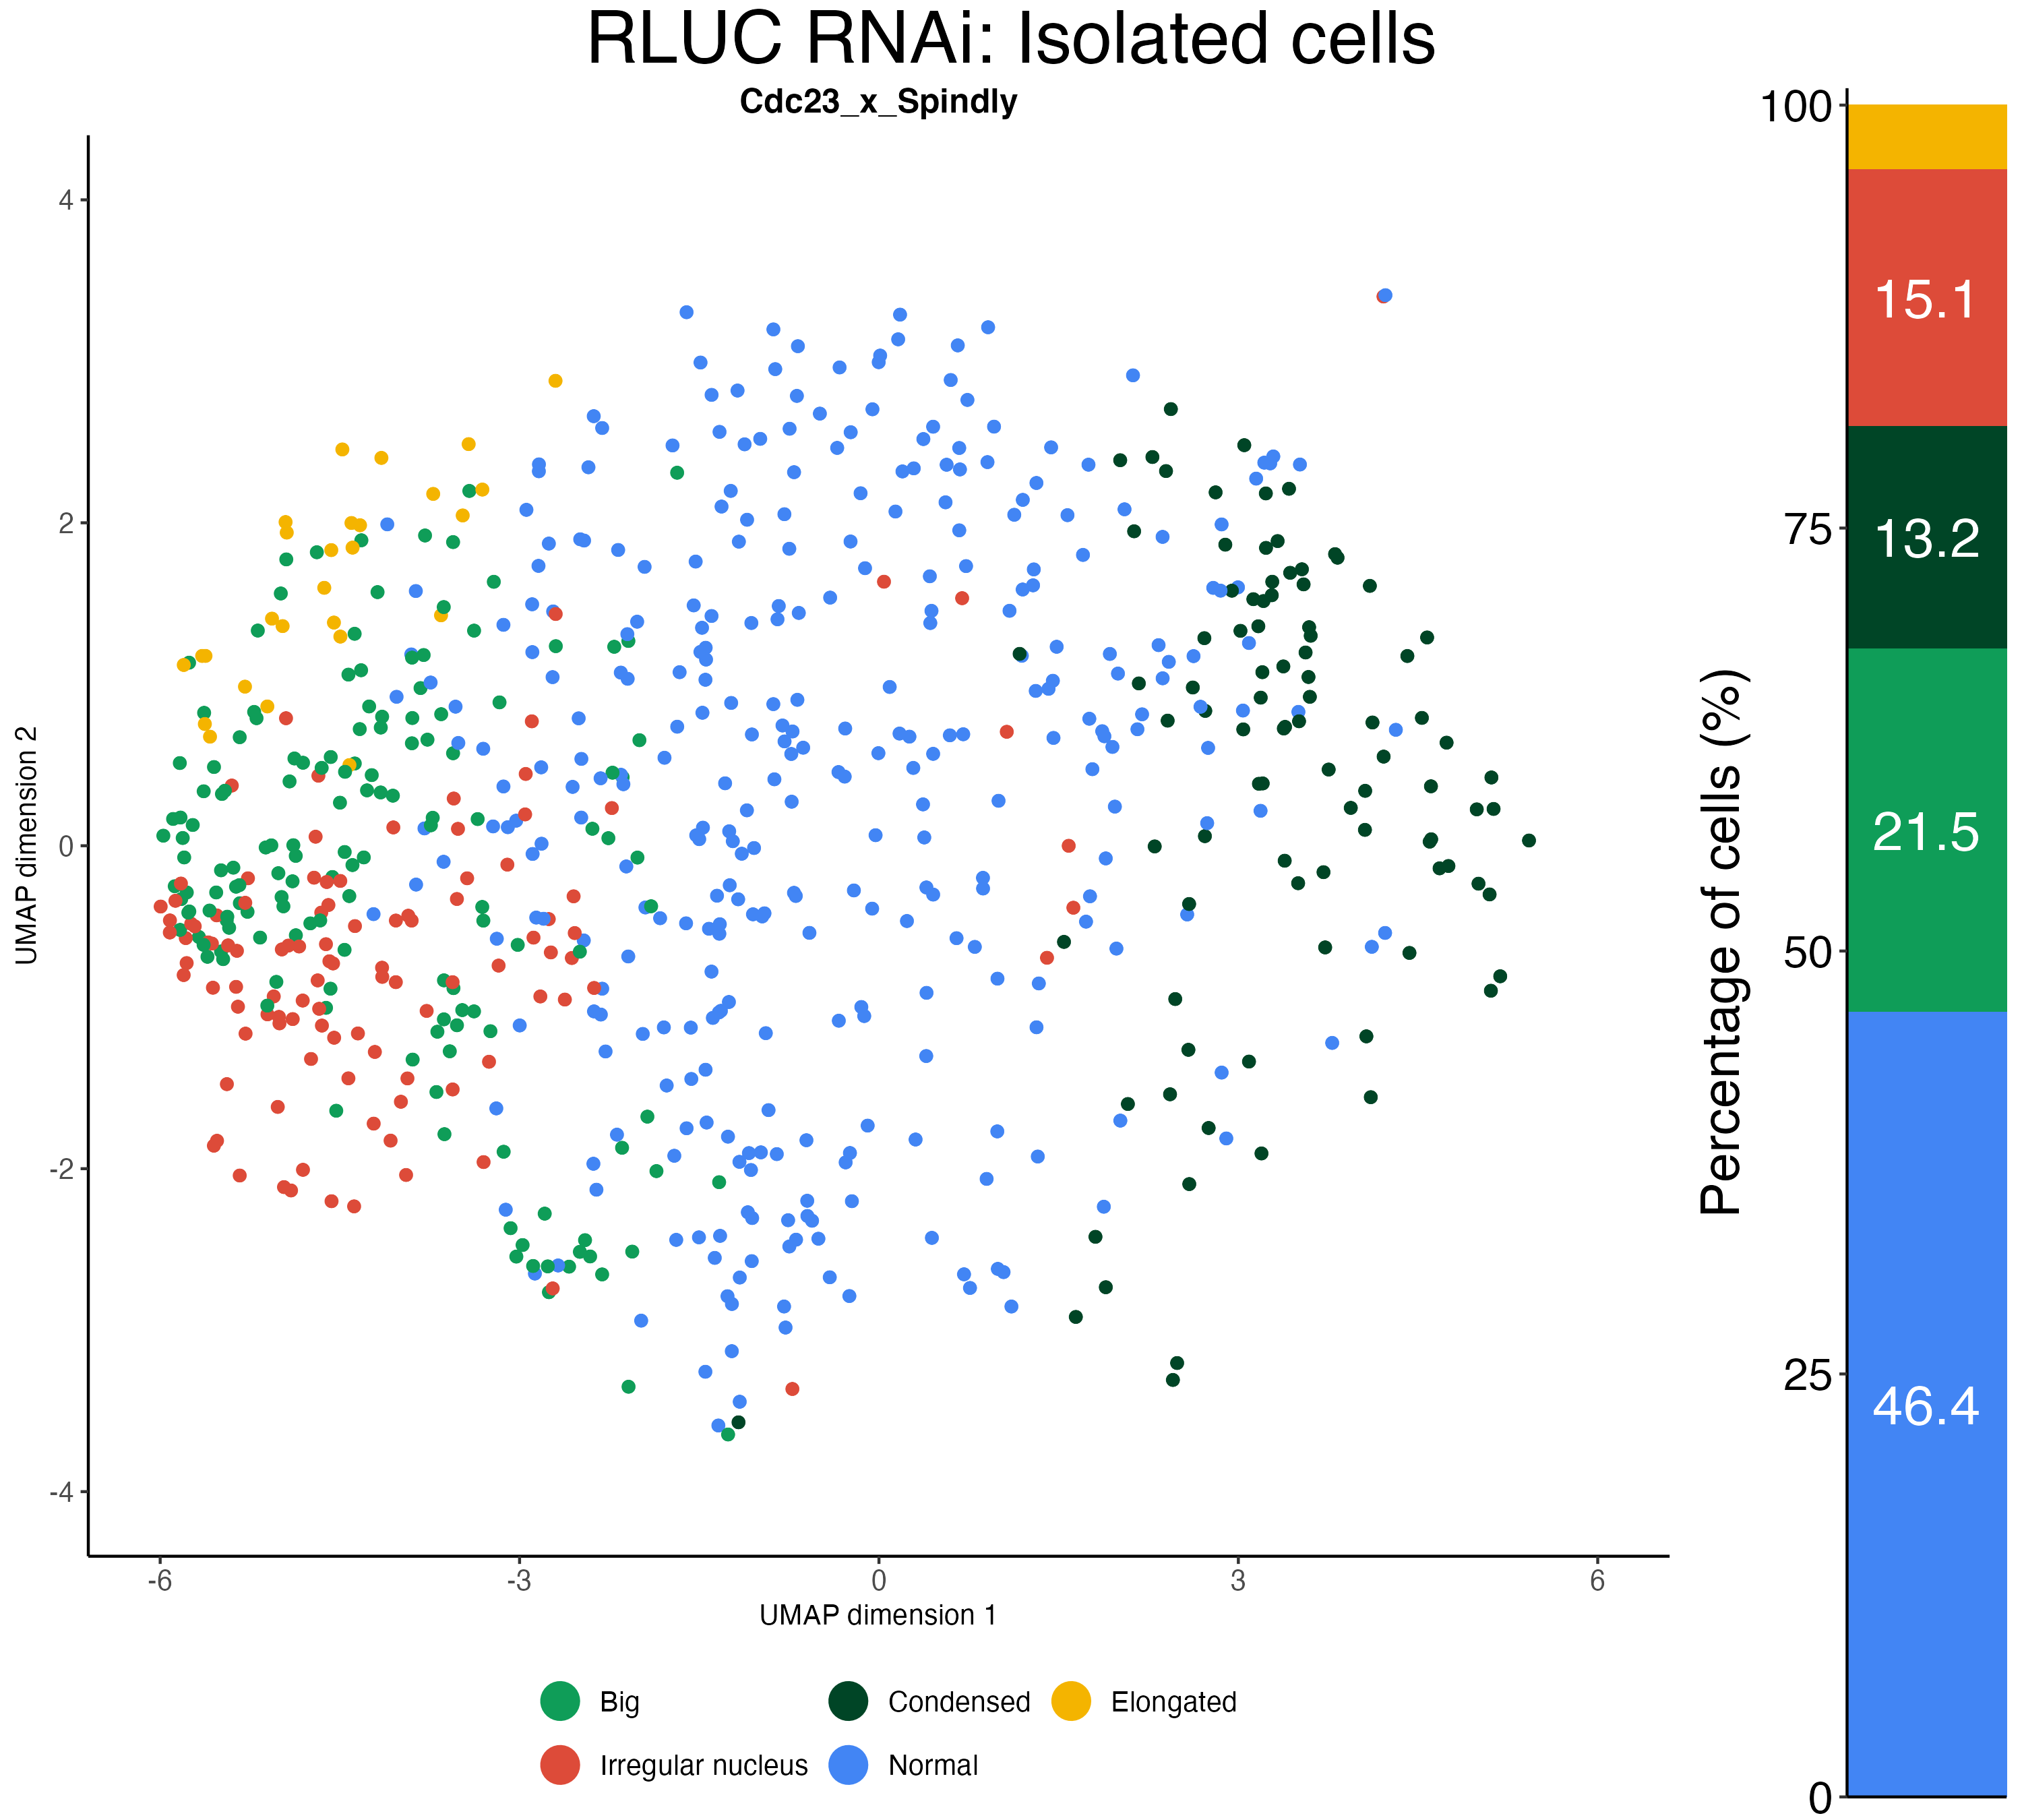 RLUC RNAi: Isolated cells
Cdc23_x_Spindly
UMAP dimension 2
4
2
0
-2
-4
-6
-3
0
3
6
UMAP dimension 1
Big
Condensed
Elongated
Irregular nucleus
Normal
Percentage of cells (%)
100
75
50
25
0
15.1
13.2
21.5
46.4